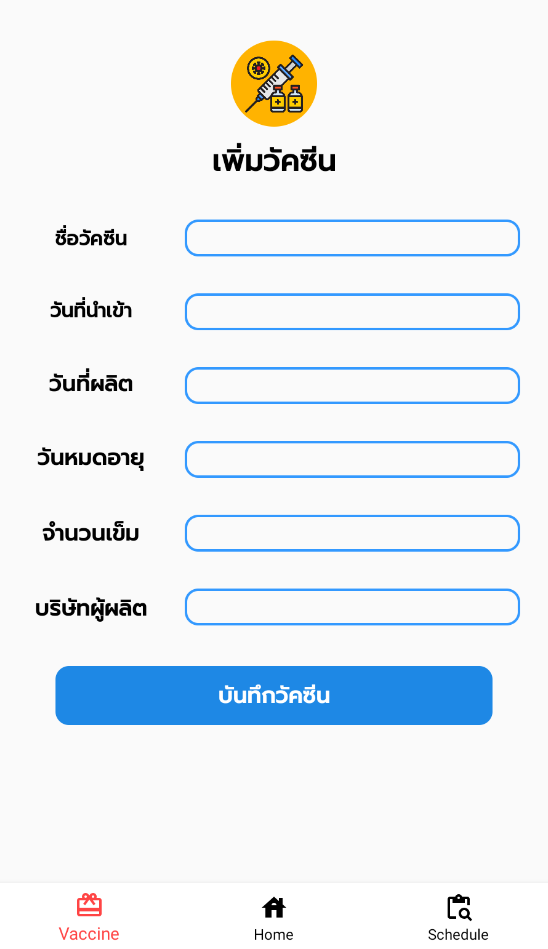 เพิ่มวัคซีน
ชื่อวัคซีน
วันที่นำเข้า
วันที่ผลิต
วันหมดอายุ
จำนวนเข็ม
บริษัทผู้ผลิต
บันทึกวัคซีน
Vaccine
Home
Schedule